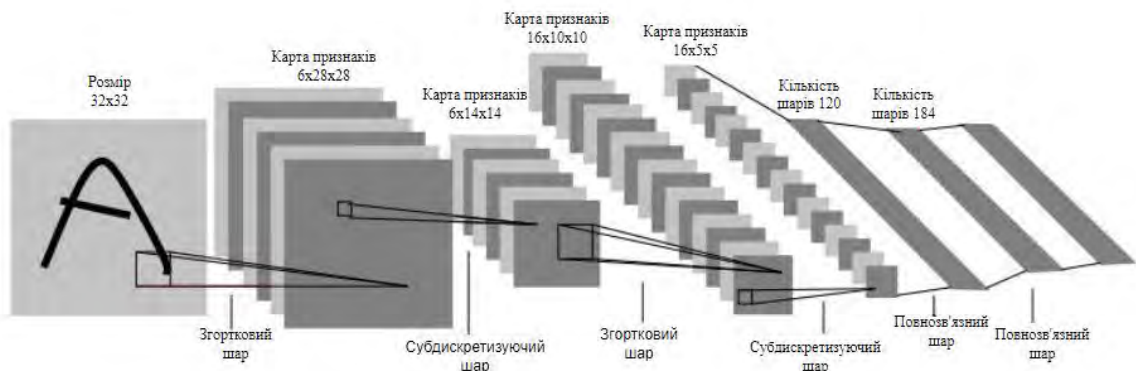 Розмір
32x32
Карта признаків
6x28x28
Карта признаків
6x14x14
Карта признаків
16x10x10
Карта признаків
16x5x5
Кількість
шарів 120
Кількість
шарів 184
Згортковий
шар
Субдискретизуючий
шар
Згортковий
шар
Субдискретизуючий
шар
Повнозв'язний
шар
Повнозв'язний
шар
A